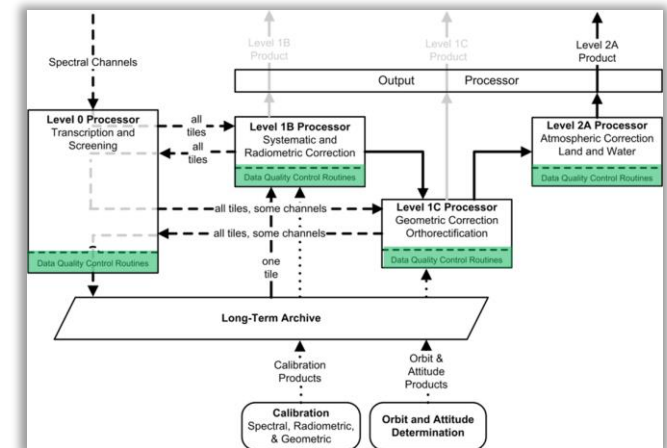 Spectral Channels
Level 1B
Product
Level 1C
Product
Level 2A
Product
Output Processor
Level 0 Processor
Transcription and
Screening
Data Quality Control Routines
all
tiles
all
tiles
Level 1B Processor
Systematic and
Radiometric Correction
Data Quality Control Routines
Level 2A Processor
Atmospheric Correction
Land and Water
Data Quality Control Routines
all tiles, some channels
all tiles, some channels
Level 1C Processor
Geometric Correction
Orthorectification
Data Quality Control Routines
one
tile
Long-Term Archive
Calibration
Products
Orbit &
Attitude
Products
Calibration
Spectral, Radiometric,
& Geometric
Orbit and Attitude
Determination